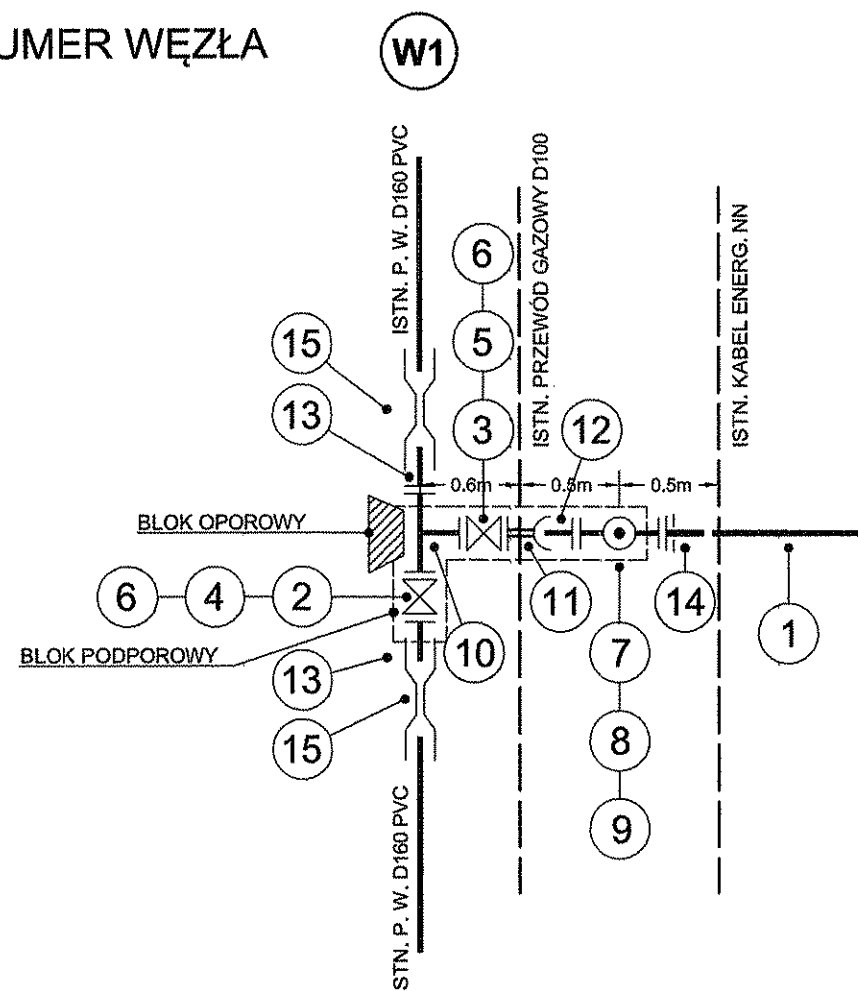 UMER WĘZŁA
W1
ISTN. P. W. D160 PVC
ISTN. PRZEWÓD GAZOWY D100
ISTN. KABEL ENERG. NN
6
5
3
15
13
12
0.6m
0.5m
0.5m
BLOK OPOROWY
6
4
2
10
11
14
1
BLOK PODPOROWY
13
7
15
8
9
STN. P. W. D160 PVC